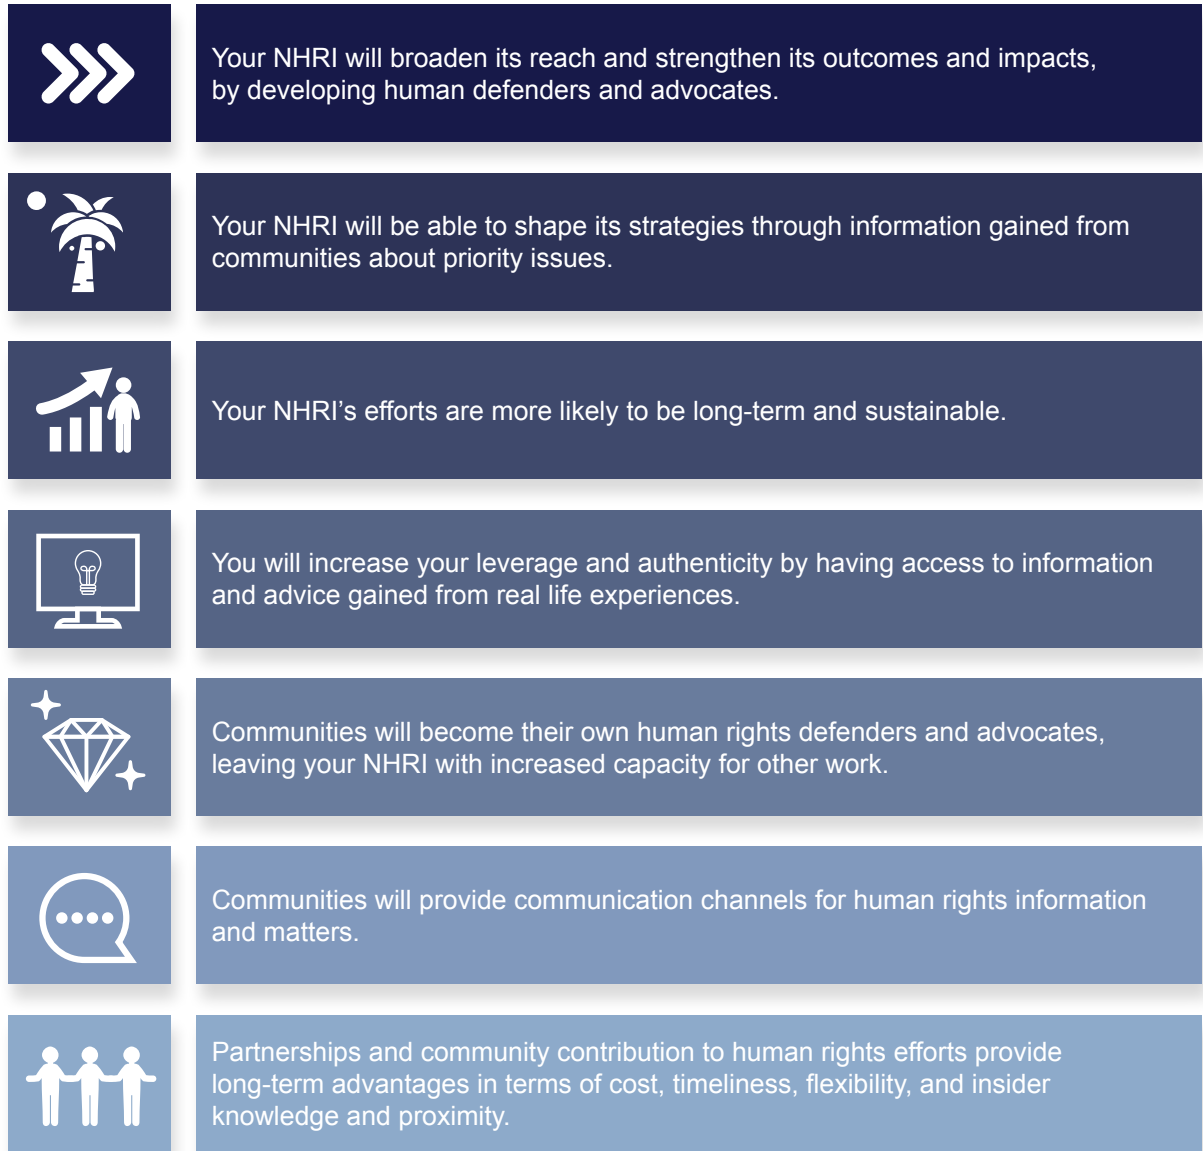 Your NHRI will broaden its reach and strengthen its outcomes and impacts,
by developing human defenders and advocates.
Your NHRI will be able to shape its strategies through information gained from
communities about priority issues.
Your NHRI’s efforts are more likely to be long-term and sustainable.
You will increase your leverage and authenticity by having access to information
and advice gained from real life experiences.
Communities will become their own human rights defenders and advocates,
leaving your NHRI with increased capacity for other work.
Communities will provide communication channels for human rights information
and matters.
Partnerships and community contribution to human rights efforts provide
long-term advantages in terms of cost, timeliness, flexibility, and insider
knowledge and proximity.